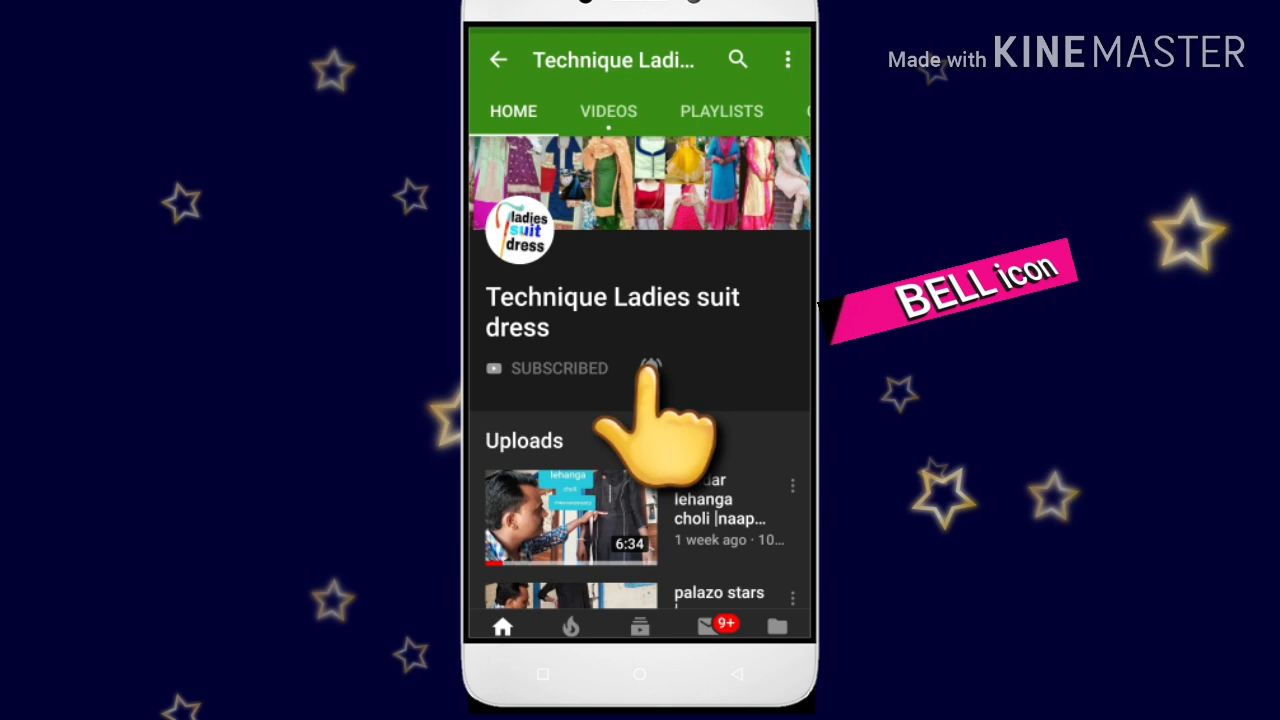 Made with KINEMASTER
Technique Ladi...
HOME VIDEOS PLAYLISTS
ladies
suit
dress
BELL icon
Technique Ladies suit
dress
SUBSCRIBED
Uploads
lehanga
choli
lehanga
choli |naap...
6:34
1 week ago · 10...
palazo stars
9+